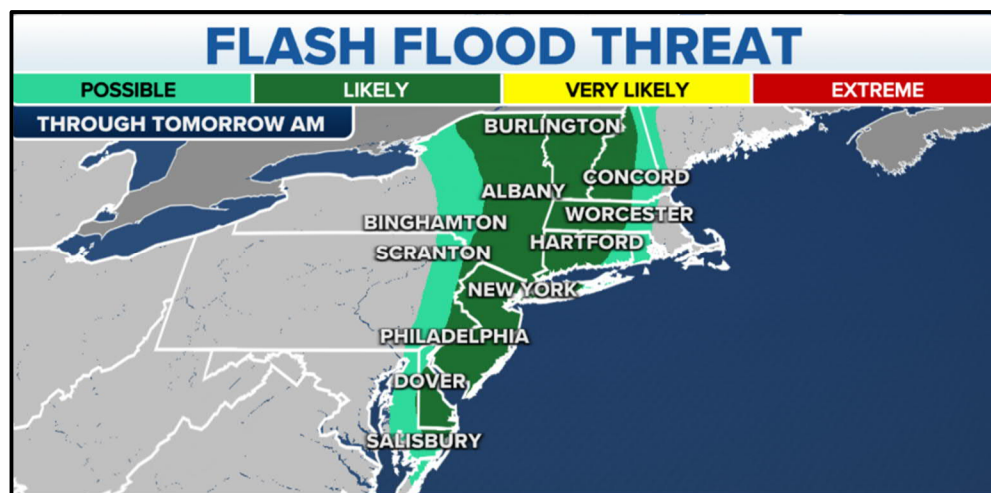 FLASH FLOOD THREAT
POSSIBLE
LIKELY
VERY LIKELY
EXTREME
THROUGH TOMORROW AM
BURLINGTON
CONCORD
ALBANY
WORCESTER
BINGHAMTON
HARTFORD
SCRANTON
NEW YORK
PHILADELPHIA
DOVER
SALISBURY